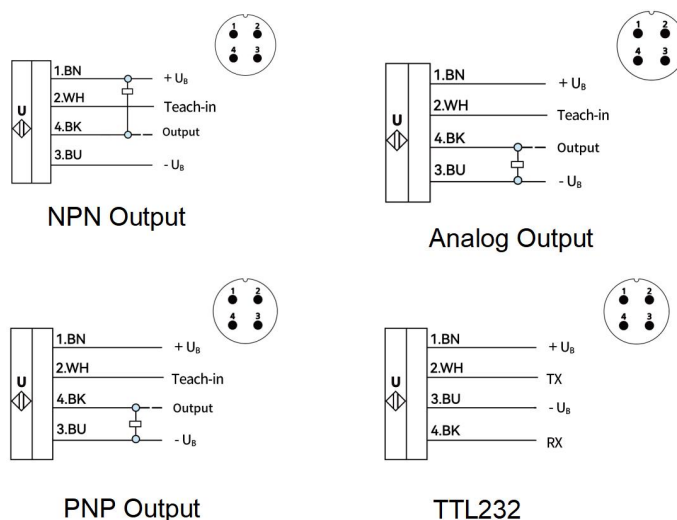 1 2
4 3
1.BN + UB
2.WH Teach-in
U
4.BK Output
3.BU - UB
NPN Output
1 2
4 3
1.BN + UB
2.WH Teach-in
U
4.BK Output
3.BU - UB
Analog Output
1 2
4 3
1.BN + UB
2.WH Teach-in
U
4.BK Output
3.BU - UB
PNP Output
1 2
4 3
1.BN + UB
2.WH TX
U
3.BU - UB
4.BK RX
TTL232